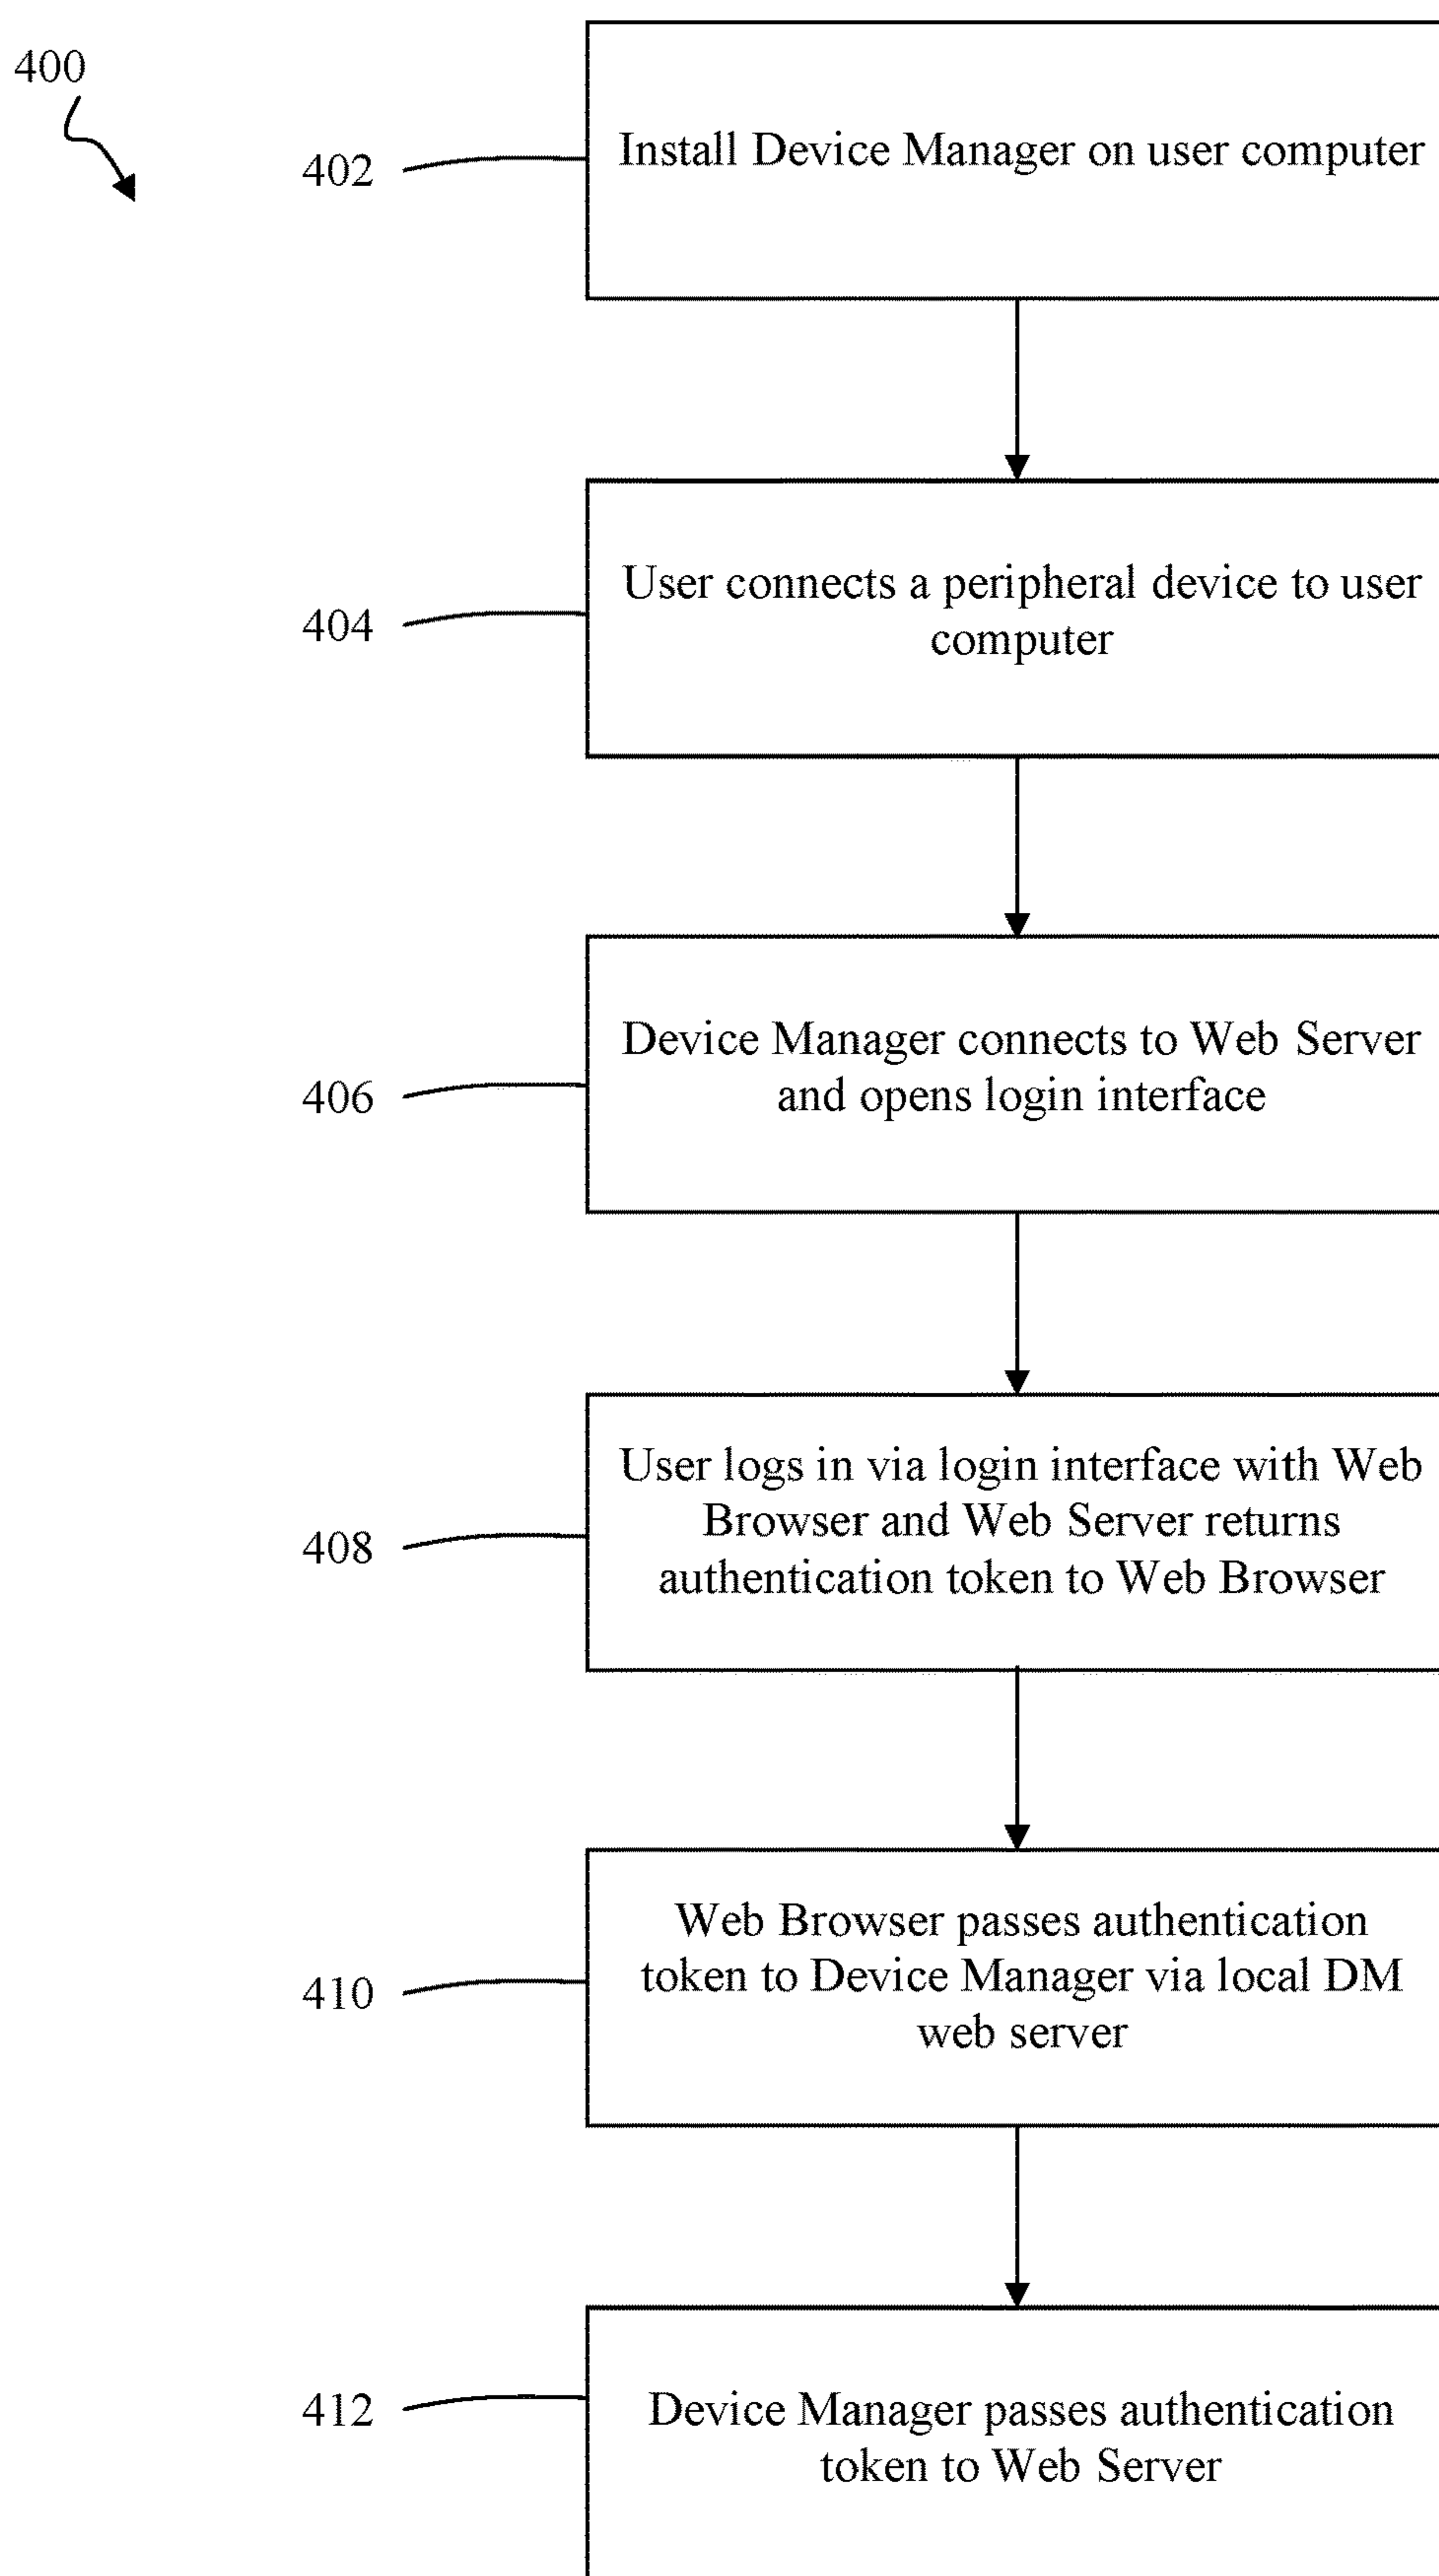 400
402
Install Device Manager on user computer
404
User connects a peripheral device to user
computer
406
Device Manager connects to Web Server
and opens login interface
408
User logs in via login interface with Web
Browser and Web Server returns
authentication token to Web Browser
410
Web Browser passes authentication
token to Device Manager via local DM
web server
412
Device Manager passes authentication
token to Web Server